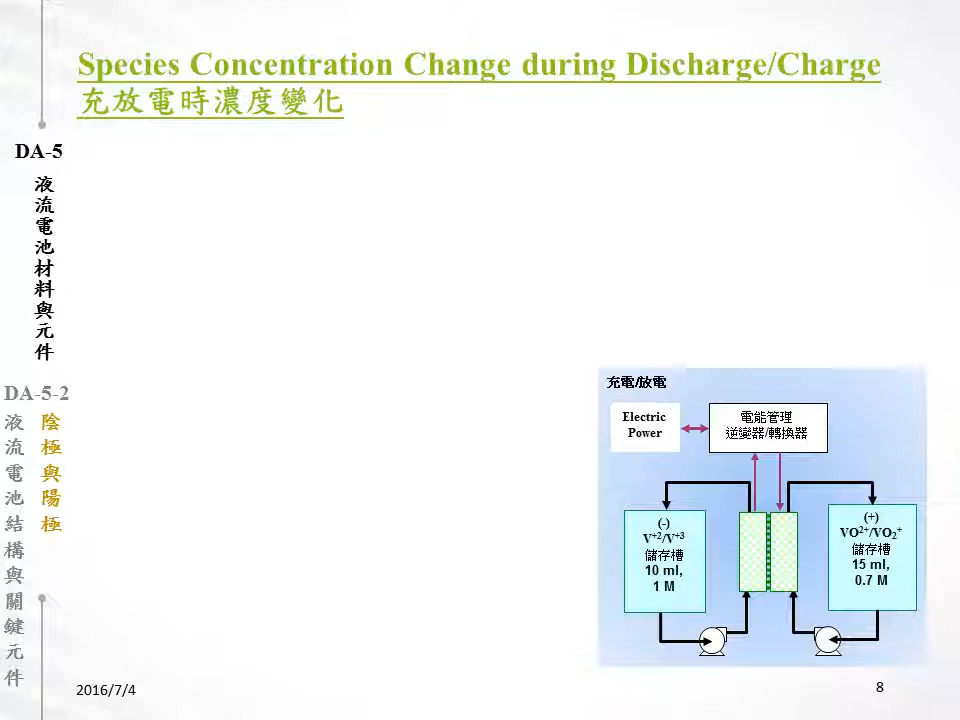 Species Concentration Change during Discharge/Charge
充放電時濃度變化
DA-5
液流電池材料與元件
DA-5-2
液流電池結構與關鍵元件
陰極與陽極
充電/放電
Electric
Power
電能管理
逆變器/轉換器
(-)
V+2/V+3
儲存槽
10 ml,
1 M
(+)
VO2+/VO2+
儲存槽
15 ml,
0.7 M
2016/7/4
8